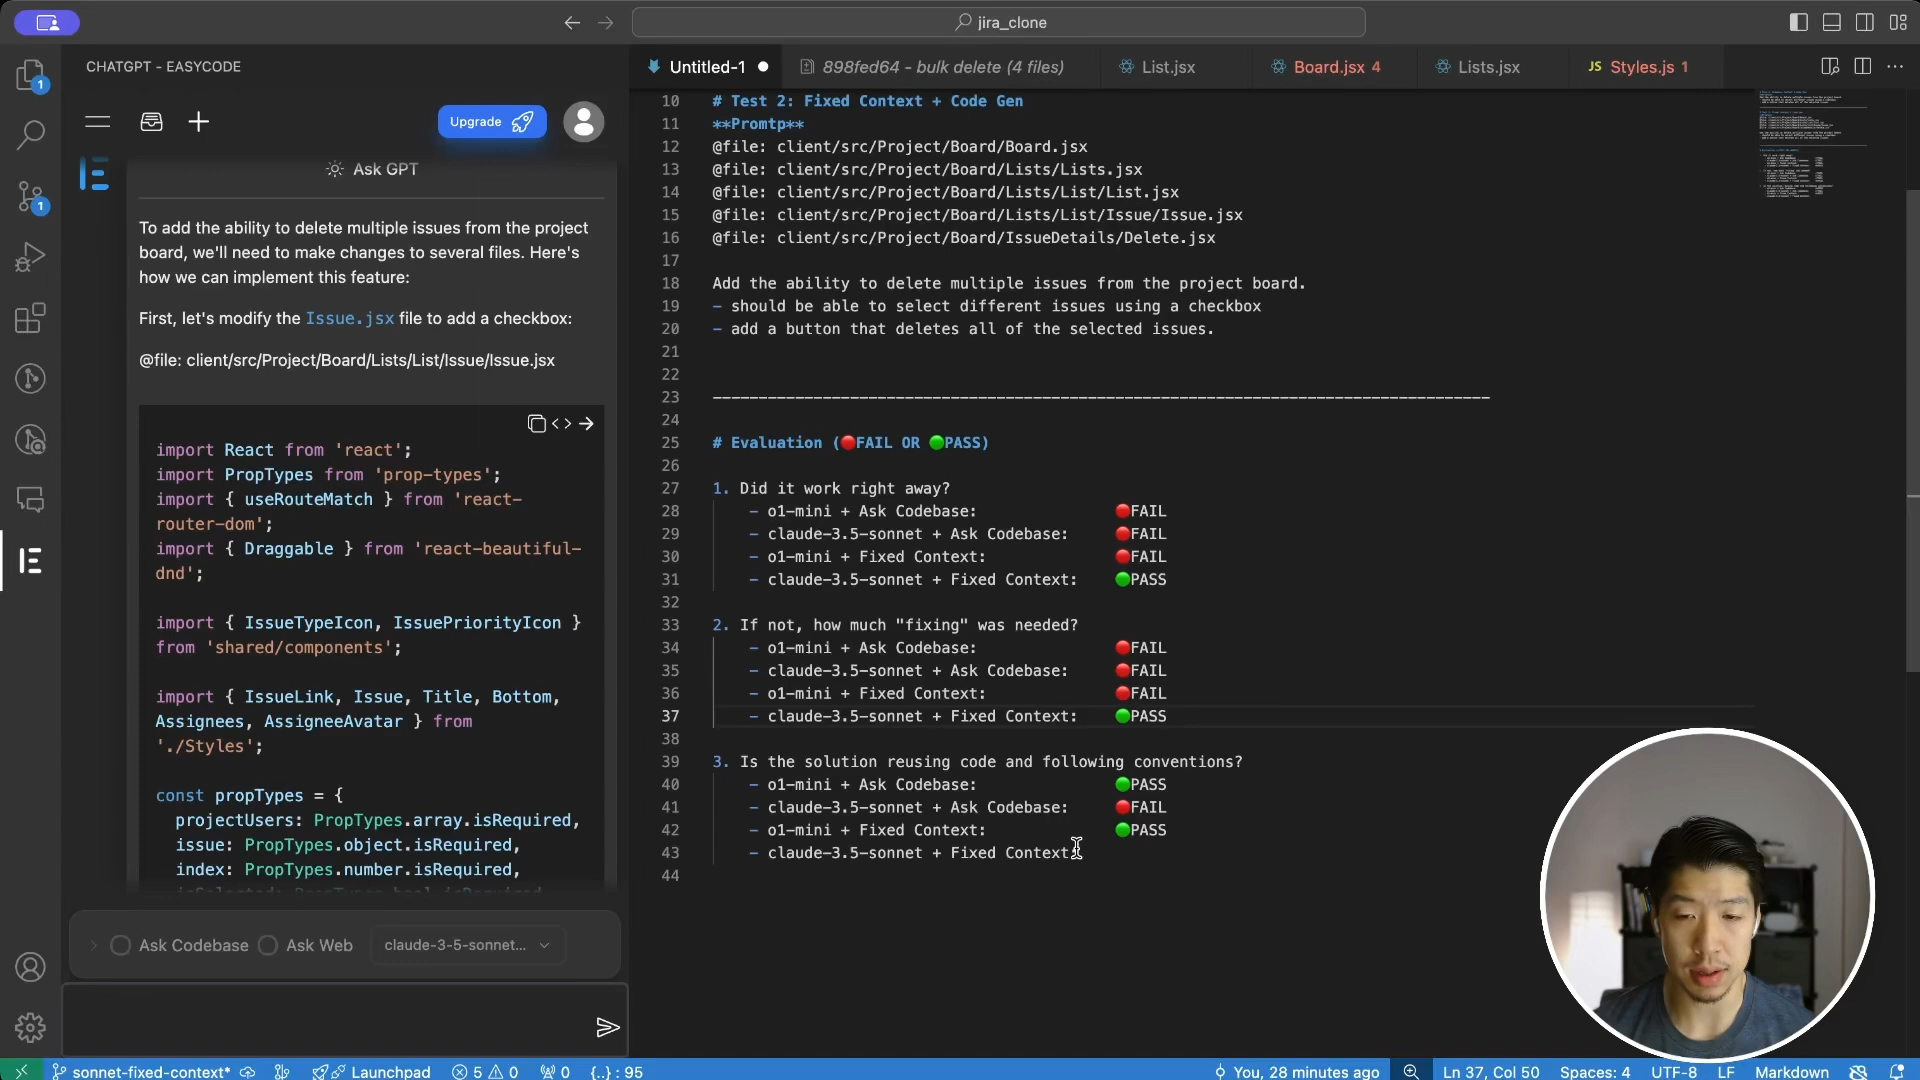 jira_clone
CHATGPT - EASYCODE
Untitled-1
898fed64 - bulk delete (4 files)
List.jsx
Board.jsx 4
Lists.jsx
JS Styles.js 1
1
Upgrade
1
Ask GPT
To add the ability to delete multiple issues from the project
board, we'll need to make changes to several files. Here's
how we can implement this feature:
First, let's modify the Issue.jsx file to add a checkbox:
@file: client/src/Project/Board/Lists/List/Issue/Issue.jsx
import React from 'react';
import PropTypes from 'prop-types';
import { useRouteMatch } from 'react-
router-dom';
import { Draggable } from 'react-beautiful-
dnd';
import { IssueTypeIcon, IssuePriorityIcon }
from 'shared/components';
import { IssueLink, Issue, Title, Bottom,
Assignees, AssigneeAvatar } from
'./Styles';
const propTypes = {
projectUsers: PropTypes.array.isRequired,
issue: PropTypes.object.isRequired,
index: PropTypes.number.isRequired,
isSelected: PropTypes.bool.isRequired
Ask Codebase
Ask Web
claude-3-5-sonnet...
10 # Test 2: Fixed Context + Code Gen
11 **Promtp**
12 @file: client/src/Project/Board/Board.jsx
13 @file: client/src/Project/Board/Lists/Lists.jsx
14 @file: client/src/Project/Board/Lists/List/List.jsx
15 @file: client/src/Project/Board/Lists/List/Issue/Issue.jsx
16 @file: client/src/Project/Board/IssueDetails/Delete.jsx
17
18 Add the ability to delete multiple issues from the project board.
19 - should be able to select different issues using a checkbox
20 - add a button that deletes all of the selected issues.
21
22
23 -------------------------------------------------------------------------------------
24
25 # Evaluation (🔴FAIL OR 🟢PASS)
26
27 1. Did it work right away?
28 - o1-mini + Ask Codebase: 🔴FAIL
29 - claude-3.5-sonnet + Ask Codebase: 🔴FAIL
30 - o1-mini + Fixed Context: 🔴FAIL
31 - claude-3.5-sonnet + Fixed Context: 🟢PASS
32
33 2. If not, how much "fixing" was needed?
34 - o1-mini + Ask Codebase: 🔴FAIL
35 - claude-3.5-sonnet + Ask Codebase: 🔴FAIL
36 - o1-mini + Fixed Context: 🔴FAIL
37 - claude-3.5-sonnet + Fixed Context: 🟢PASS
38
39 3. Is the solution reusing code and following conventions?
40 - o1-mini + Ask Codebase: 🟢PASS
41 - claude-3.5-sonnet + Ask Codebase: 🔴FAIL
42 - o1-mini + Fixed Context: 🟢PASS
43 - claude-3.5-sonnet + Fixed Context:
44
sonnet-fixed-context*
Launchpad
5
0
0
{..} : 95
You, 28 minutes ago
Ln 37, Col 50
Spaces: 4
UTF-8
LF
Markdown